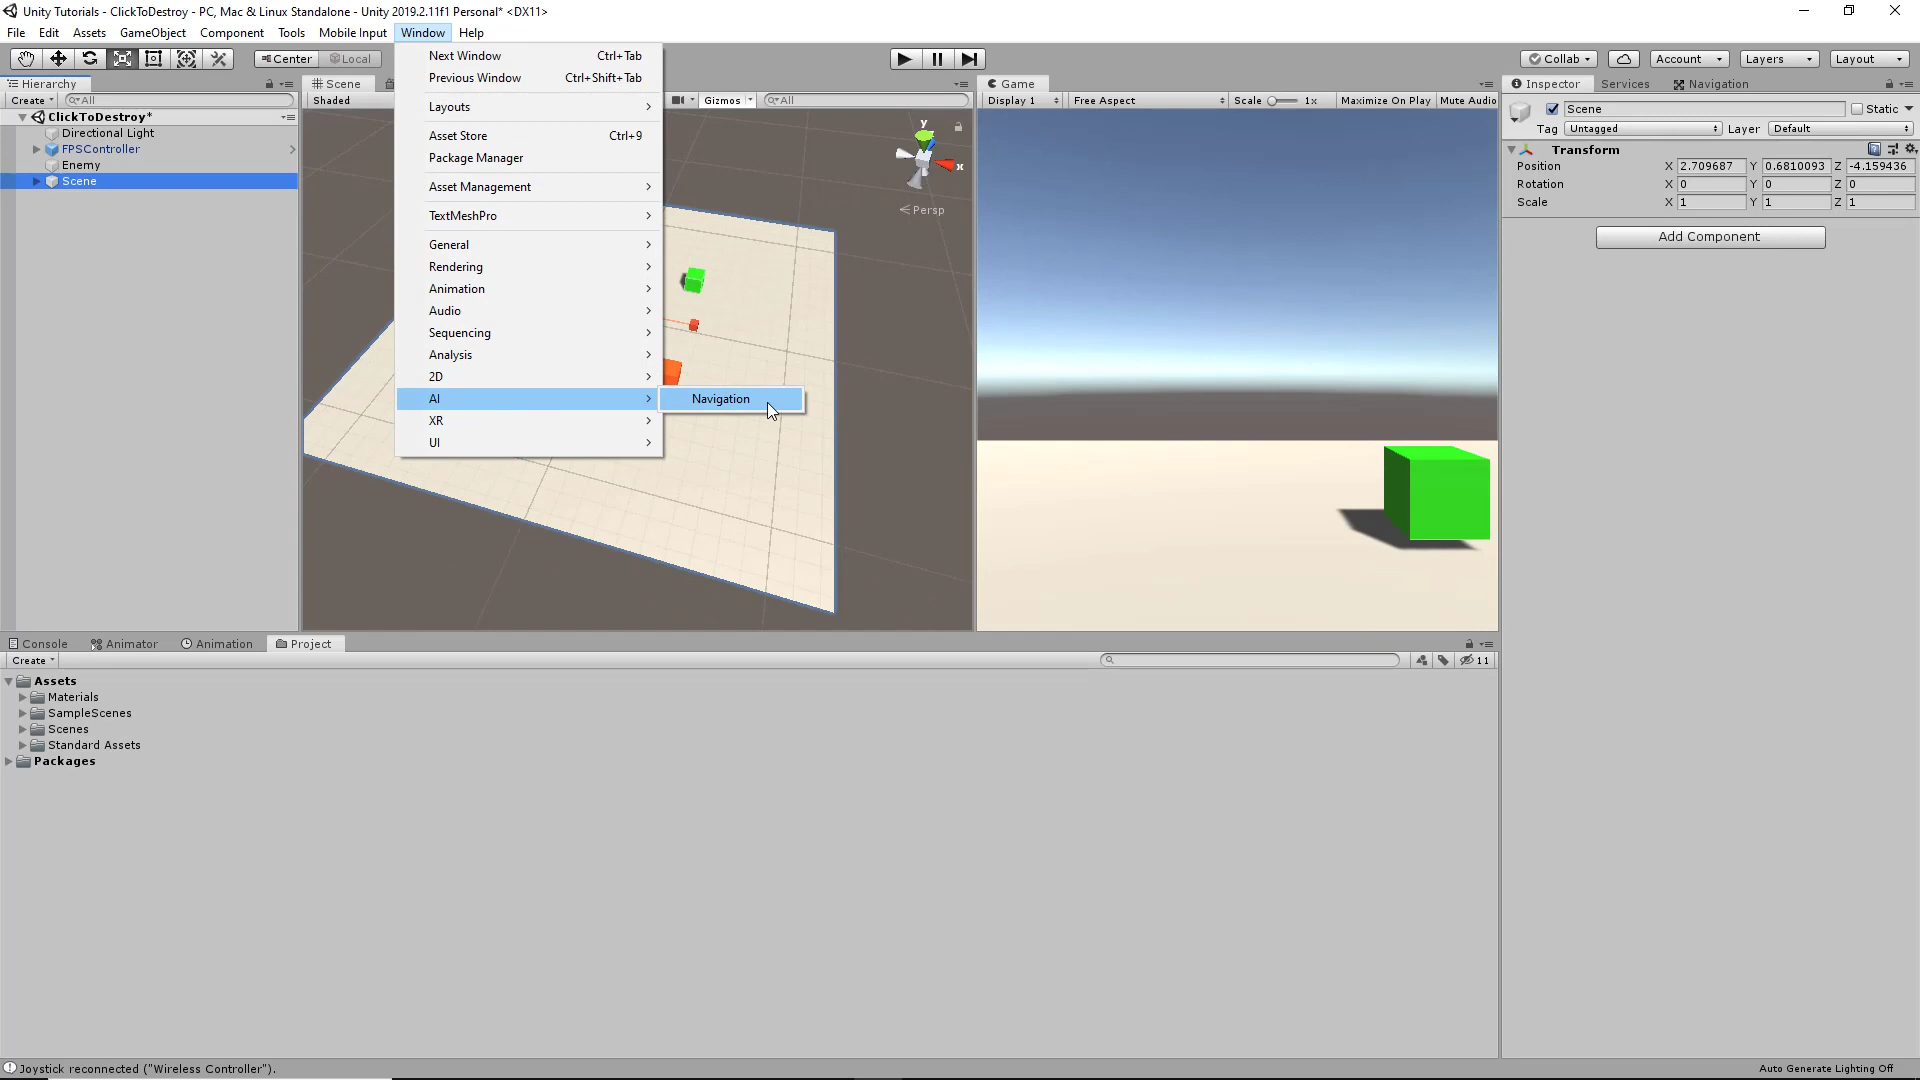 Unity Tutorials - ClickToDestroy - PC, Mac & Linux Standalone - Unity 2019.2.11f1 Personal* <DX11>
File Edit Assets GameObject Component Tools Mobile Input Window Help
Center Local Collab Account Layers Layout
Hierarchy
Create All
ClickToDestroy*
Directional Light
FPSController
Enemy
Scene
Next Window Ctrl+Tab
Previous Window Ctrl+Shift+Tab
Layouts
Asset Store Ctrl+9
Package Manager
Asset Management
TextMeshPro
General
Rendering
Animation
Audio
Sequencing
Analysis
2D
AI
XR
UI
Navigation
Scene
Shaded Gizmos All
y
x
Persp
Game
Display 1 Free Aspect Scale 1x Maximize On Play Mute Audio
Inspector Services Navigation
Scene Static
Tag Untagged Layer Default
Transform
Position X 2.709687 Y 0.6810093 Z -4.159436
Rotation X 0 Y 0 Z 0
Scale X 1 Y 1 Z 1
Add Component
Console Animator Animation Project
Create 11
Assets
Materials
SampleScenes
Scenes
Standard Assets
Packages
Joystick reconnected ("Wireless Controller").
Auto Generate Lighting Off